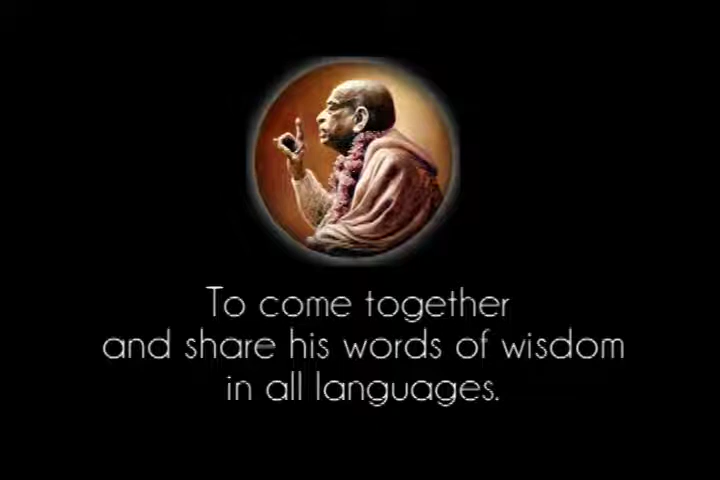 To come together
and share his words of wisdom
in all languages.